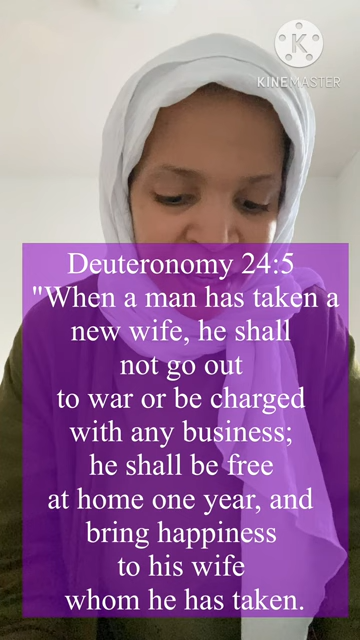 KINEMASTER
Deuteronomy 24:5
"When a man has taken a
new wife, he shall
not go out
to war or be charged
with any business;
he shall be free
at home one year, and
bring happiness
to his wife
whom he has taken.